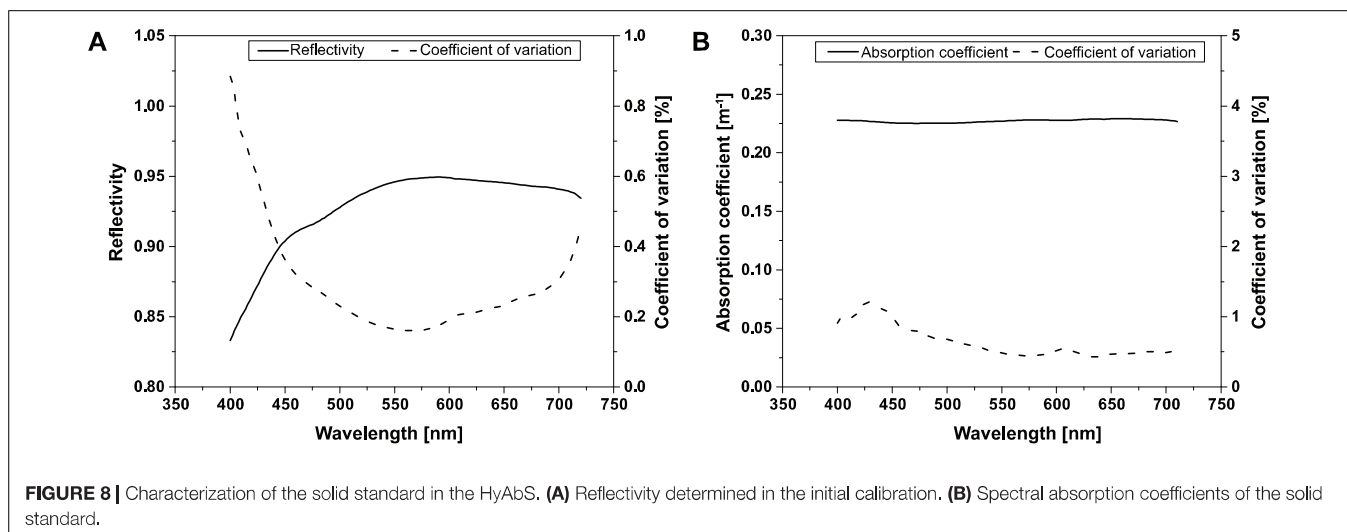 A
Reflectivity
Coefficient of variation
1.05
1.00
0.95
0.90
0.85
0.80
Reflectivity
1.0
0.8
0.6
0.4
0.2
0.0
Coefficient of variation [%]
350 400 450 500 550 600 650 700 750
Wavelength [nm]
B
Absorption coefficient
Coefficient of variation
0.30
0.25
0.20
0.15
0.10
0.05
0.00
Absorption coefficient [m⁻¹]
5
4
3
2
1
0
Coefficient of variation [%]
350 400 450 500 550 600 650 700 750
Wavelength [nm]
FIGURE 8 | Characterization of the solid standard in the HyAbS. (A) Reflectivity determined in the initial calibration. (B) Spectral absorption coefficients of the solid
standard.